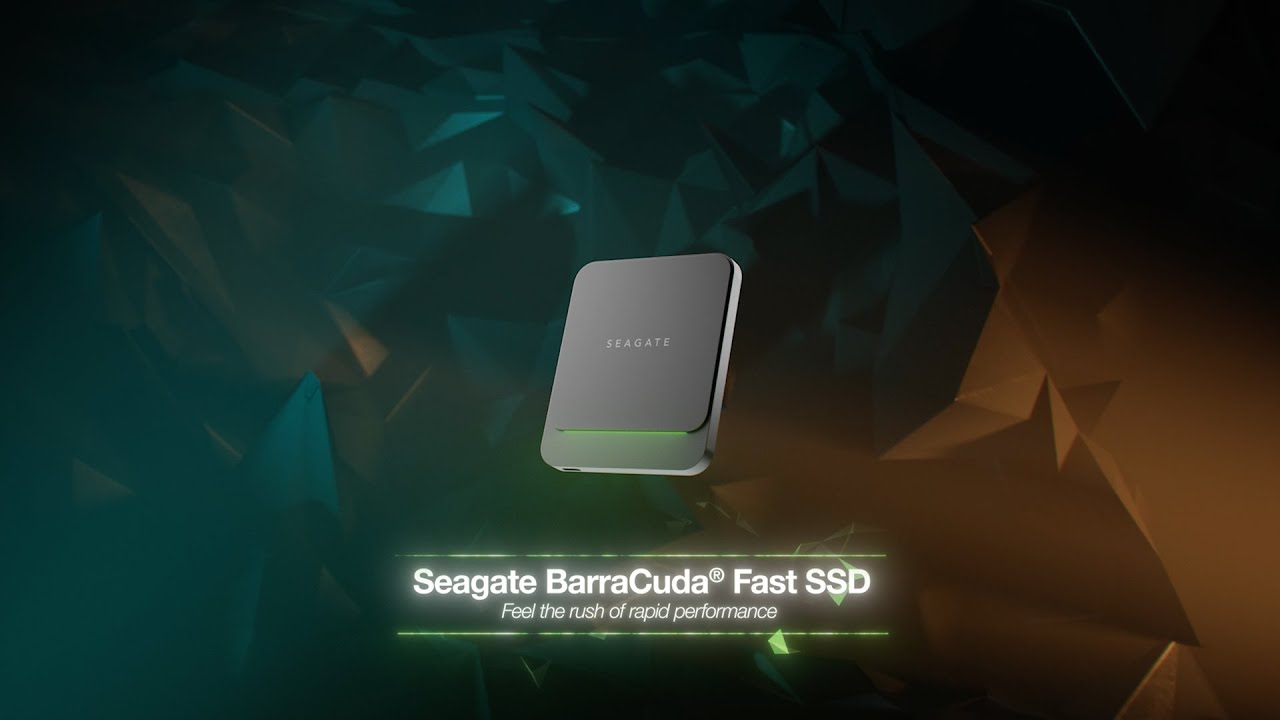 SEAGATE
Seagate BarraCuda® Fast SSD
Feel the rush of rapid performance